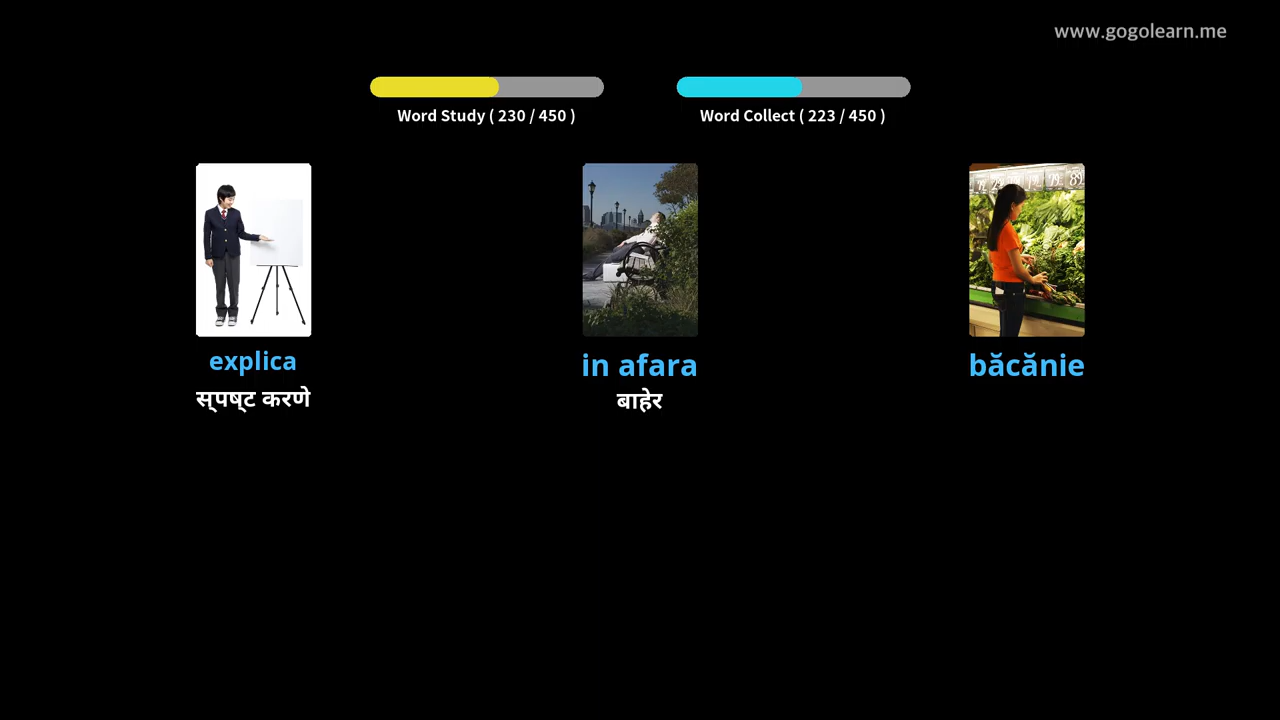 www.gogolearn.me
Word Study ( 230 / 450 )
Word Collect ( 223 / 450 )
explica
in afara
băcănie
स्पष्ट करणे
बाहेर